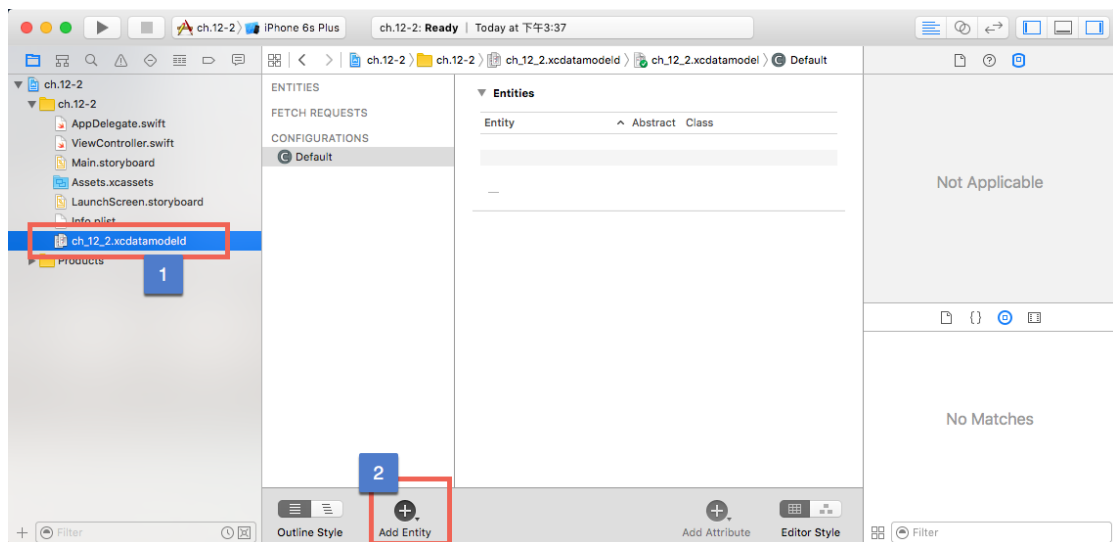 ch.12-2 〉 iPhone 6s Plus
ch.12-2: Ready | Today at 下午3:37
ch.12-2 〉 ch.12-2 〉 ch_12_2.xcdatamodeld 〉 ch_12_2.xcdatamodel 〉 C Default
ch.12-2
ch.12-2
AppDelegate.swift
ViewController.swift
Main.storyboard
Assets.xcassets
LaunchScreen.storyboard
Info.plist
ch_12_2.xcdatamodeld
Products
1
+ Filter
ENTITIES
FETCH REQUESTS
CONFIGURATIONS
C Default
Entities
Entity Abstract Class
2
Outline Style
Add Entity
Add Attribute
Editor Style
Not Applicable
{}
No Matches
Filter